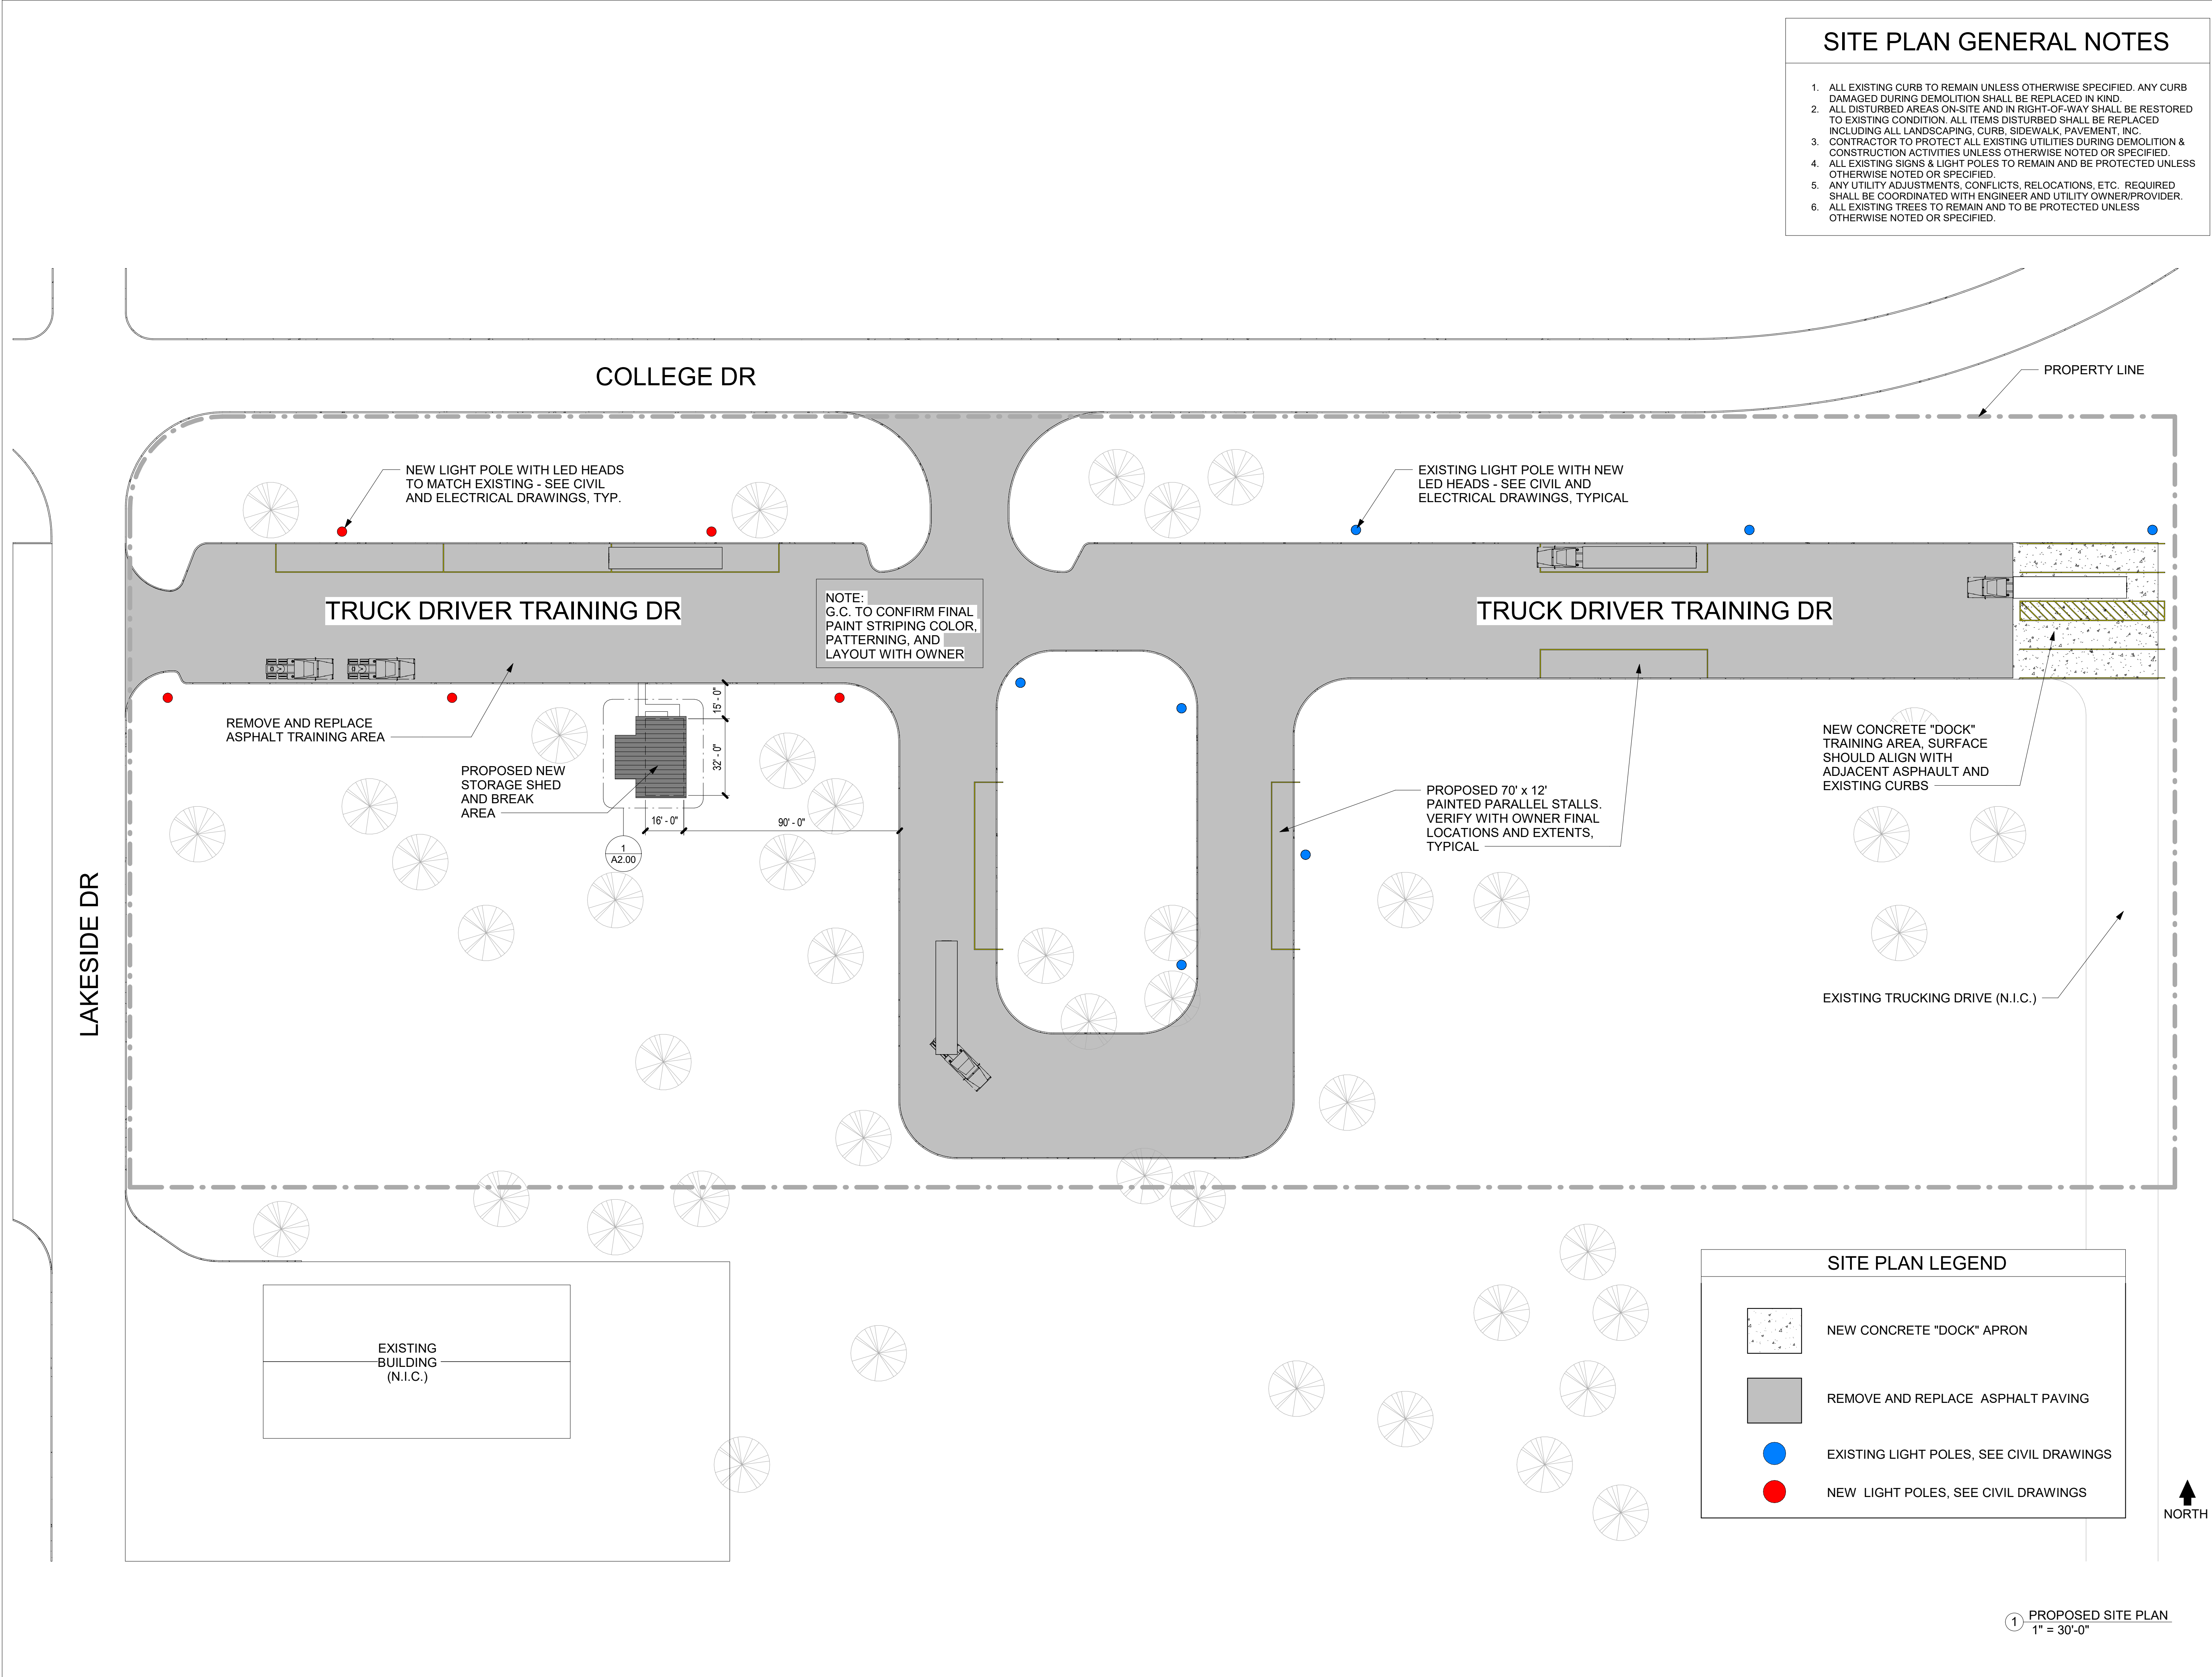 SITE PLAN GENERAL NOTES
1. ALL EXISTING CURB TO REMAIN UNLESS OTHERWISE SPECIFIED. ANY CURB
DAMAGED DURING DEMOLITION SHALL BE REPLACED IN KIND.
2. ALL DISTURBED AREAS ON-SITE AND IN RIGHT-OF-WAY SHALL BE RESTORED
TO EXISTING CONDITION. ALL ITEMS DISTURBED SHALL BE REPLACED
INCLUDING ALL LANDSCAPING, CURB, SIDEWALK, PAVEMENT, INC.
3. CONTRACTOR TO PROTECT ALL EXISTING UTILITIES DURING DEMOLITION &
CONSTRUCTION ACTIVITIES UNLESS OTHERWISE NOTED OR SPECIFIED.
4. ALL EXISTING SIGNS & LIGHT POLES TO REMAIN AND BE PROTECTED UNLESS
OTHERWISE NOTED OR SPECIFIED.
5. ANY UTILITY ADJUSTMENTS, CONFLICTS, RELOCATIONS, ETC. REQUIRED
SHALL BE COORDINATED WITH ENGINEER AND UTILITY OWNER/PROVIDER.
6. ALL EXISTING TREES TO REMAIN AND TO BE PROTECTED UNLESS
OTHERWISE NOTED OR SPECIFIED.
COLLEGE DR
PROPERTY LINE
NEW LIGHT POLE WITH LED HEADS
TO MATCH EXISTING - SEE CIVIL
AND ELECTRICAL DRAWINGS, TYP.
EXISTING LIGHT POLE WITH NEW
LED HEADS - SEE CIVIL AND
ELECTRICAL DRAWINGS, TYPICAL
TRUCK DRIVER TRAINING DR
NOTE:
G.C. TO CONFIRM FINAL
PAINT STRIPING COLOR,
PATTERNING, AND
LAYOUT WITH OWNER
TRUCK DRIVER TRAINING DR
REMOVE AND REPLACE
ASPHALT TRAINING AREA
15' - 0"
32' - 0"
PROPOSED NEW
STORAGE SHED
AND BREAK
AREA
16' - 0"
90' - 0"
1
A2.00
NEW CONCRETE "DOCK"
TRAINING AREA, SURFACE
SHOULD ALIGN WITH
ADJACENT ASPHAULT AND
EXISTING CURBS
PROPOSED 70' x 12'
PAINTED PARALLEL STALLS.
VERIFY WITH OWNER FINAL
LOCATIONS AND EXTENTS,
TYPICAL
LAKESIDE DR
EXISTING TRUCKING DRIVE (N.I.C.)
EXISTING
BUILDING
(N.I.C.)
SITE PLAN LEGEND
NEW CONCRETE "DOCK" APRON
REMOVE AND REPLACE ASPHALT PAVING
EXISTING LIGHT POLES, SEE CIVIL DRAWINGS
NEW LIGHT POLES, SEE CIVIL DRAWINGS
NORTH
1 PROPOSED SITE PLAN
1" = 30'-0"